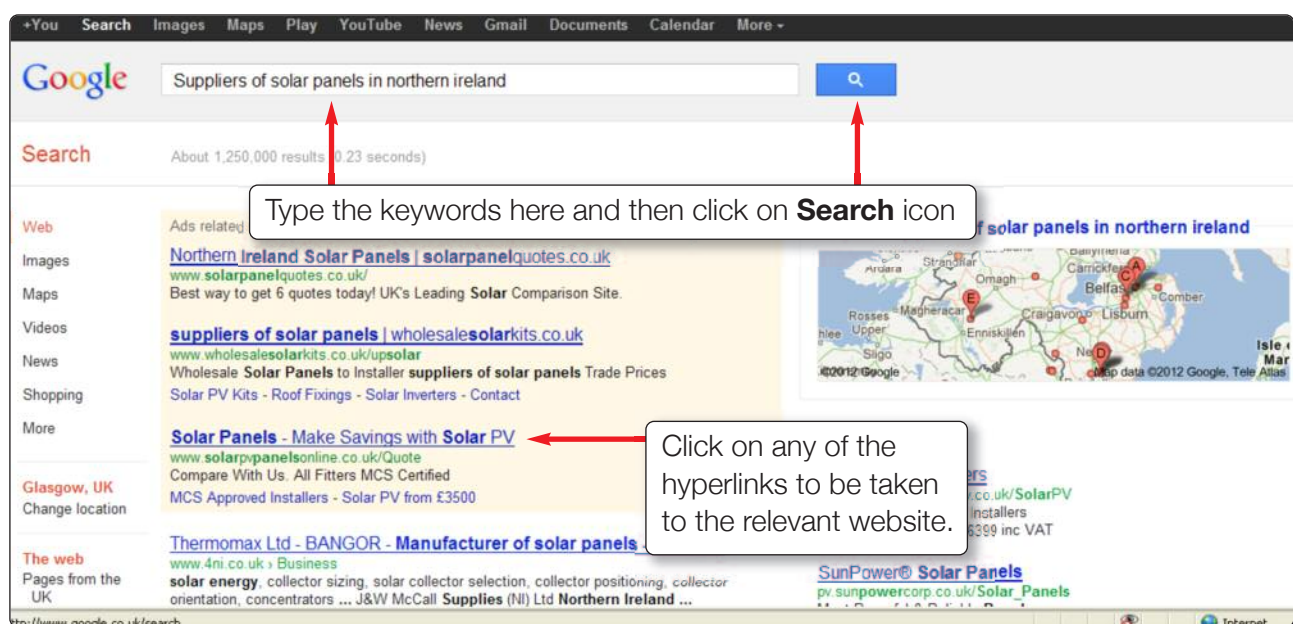 +You Search Images Maps Play YouTube News Gmail Documents Calendar More
Google
Suppliers of solar panels in northern ireland
Search
About 1,250,000 results (0.23 seconds)
Type the keywords here and then click on Search icon
Web
Images
Maps
Videos
News
Shopping
More
Glasgow, UK
Change location
The web
Pages from the
UK
Ads related
Northern Ireland Solar Panels | solarpanelquotes.co.uk
www.solarpanelquotes.co.uk/
Best way to get 6 quotes today! UK's Leading Solar Comparison Site.
suppliers of solar panels | wholesalesolarkits.co.uk
www.wholesalesolarkits.co.uk/upsolar
Wholesale Solar Panels to Installer suppliers of solar panels Trade Prices
Solar PV Kits - Roof Fixings - Solar Inverters - Contact
Solar Panels - Make Savings with Solar PV
www.solarpvpanelsonline.co.uk/Quote
Compare With Us. All Fitters MCS Certified
MCS Approved Installers - Solar PV from £3500
Click on any of the
hyperlinks to be taken
to the relevant website.
Thermomax Ltd - BANGOR - Manufacturer of solar panels
www.4ni.co.uk › Business
solar energy, collector sizing, solar collector selection, collector positioning, collector
orientation, concentrators ... J&W McCall Supplies (NI) Ltd Northern Ireland ...
solar panels in northern ireland
Ballymena
Ardara Strandhar Carrickfer A
Omagh C
Belfas
E Comber
Rosses Magheracar Craigavon Lisburn
hlee Upper Enniskillen
Sligo Ne D Isle
Mar
©2012 Google Map data ©2012 Google, Tele Atlas
ers
.co.uk/SolarPV
Installers
6399 inc VAT
SunPower® Solar Panels
pv.sunpowercorp.co.uk/Solar_Panels
ttp://www.google.co.uk/search
Internet